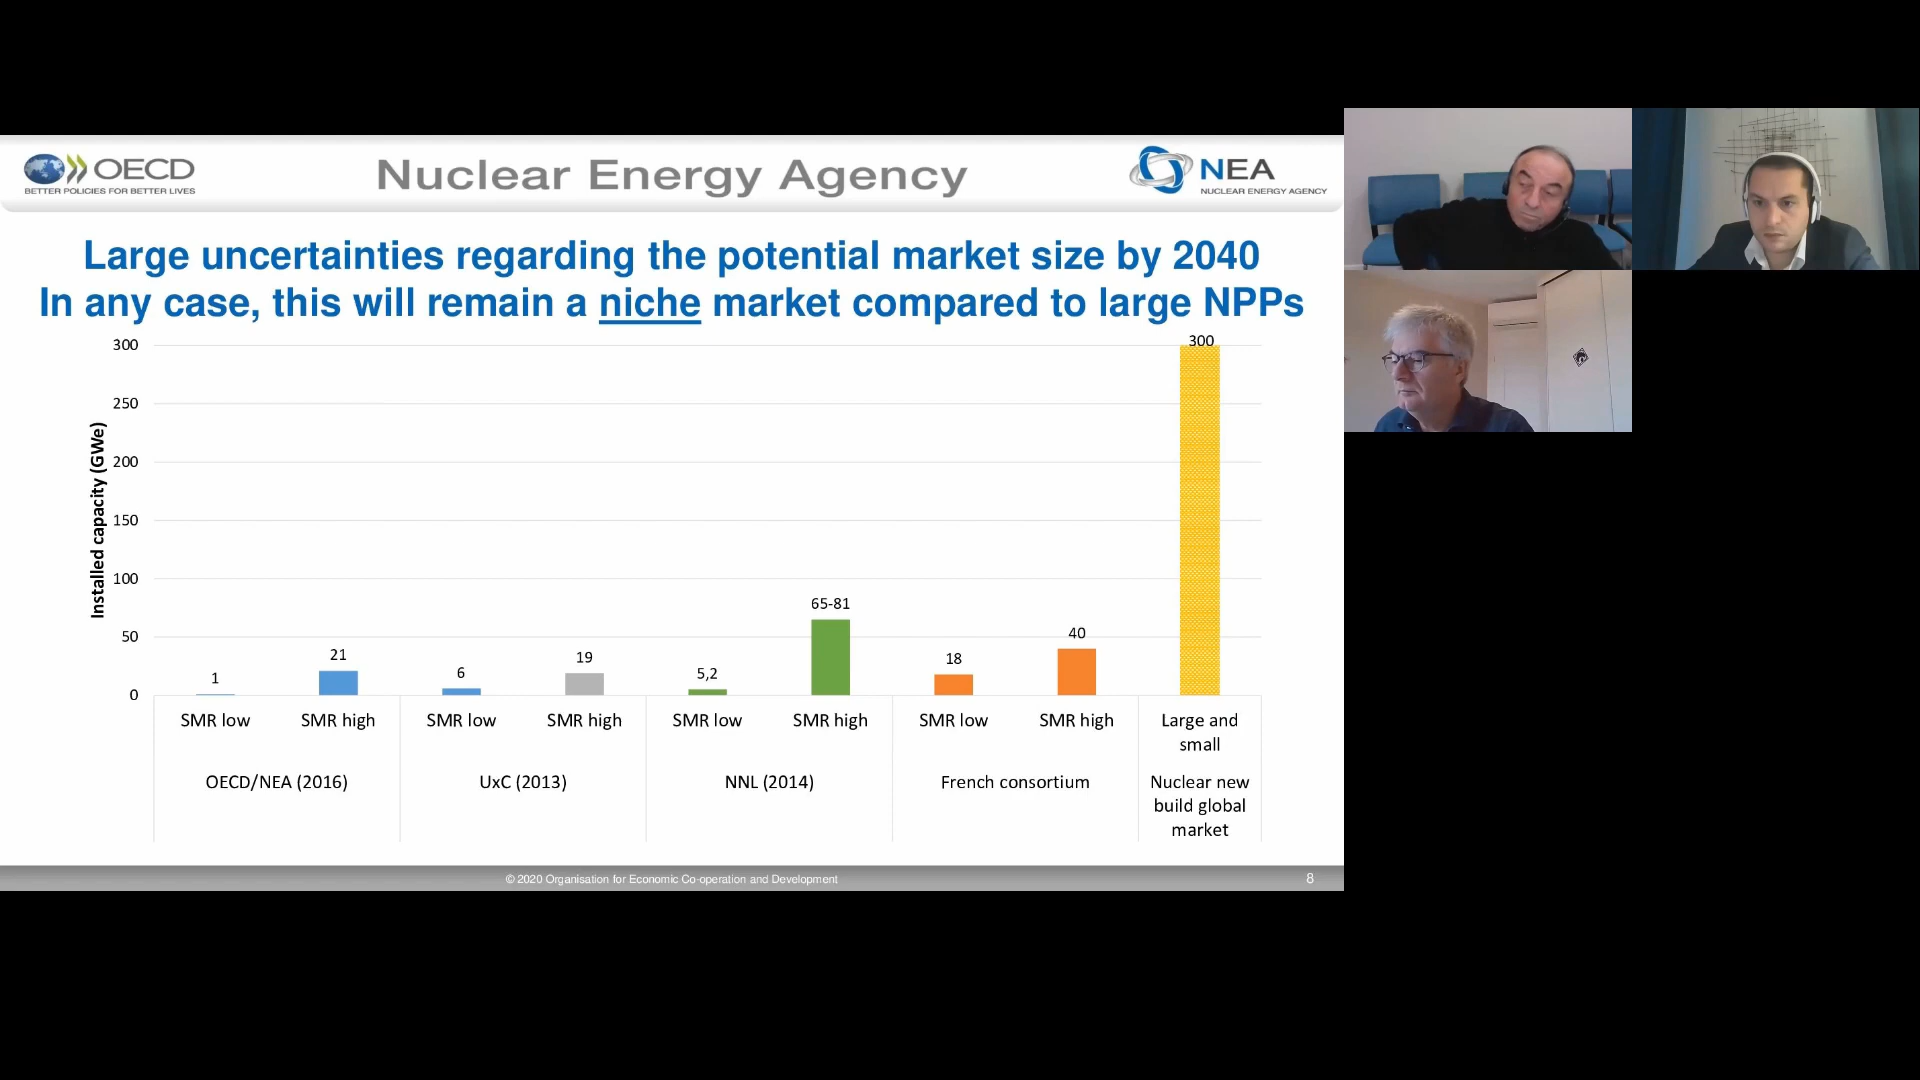 OECD
BETTER POLICIES FOR BETTER LIVES
Nuclear Energy Agency
NEA
NUCLEAR ENERGY AGENCY
Large uncertainties regarding the potential market size by 2040
In any case, this will remain a niche market compared to large NPPs
Installed capacity (GWe)
300
250
200
150
100
50
0
1
21
6
19
5,2
65-81
18
40
300
SMR low
SMR high
SMR low
SMR high
SMR low
SMR high
SMR low
SMR high
Large and
small
OECD/NEA (2016)
UxC (2013)
NNL (2014)
French consortium
Nuclear new
build global
market
© 2020 Organisation for Economic Co-operation and Development
8